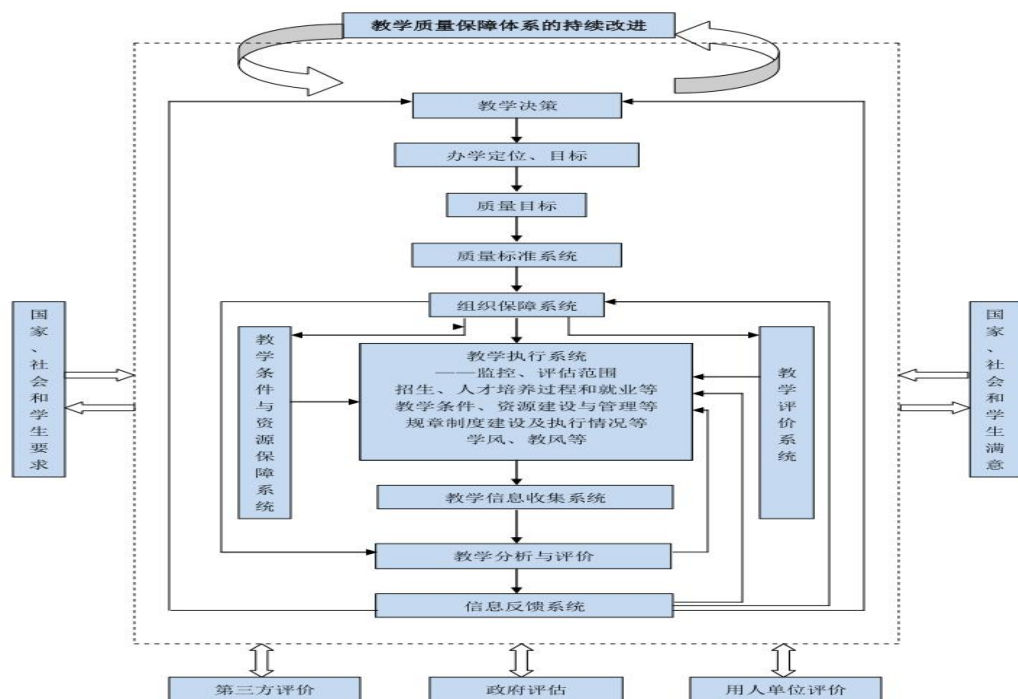 教学质量保障体系的持续改进
教学决策
办学定位、目标
质量目标
质量标准系统
组织保障系统
国家、社会和学生要求
教学条件与资源保障系统
教学执行系统
——监控、评估范围
招生、人才培养过程和就业等
教学条件、资源建设与管理等
规章制度建设及执行情况等
学风、教风等
教学评价系统
国家、社会和学生满意
教学信息收集系统
教学分析与评价
信息反馈系统
第三方评价
政府评估
用人单位评价